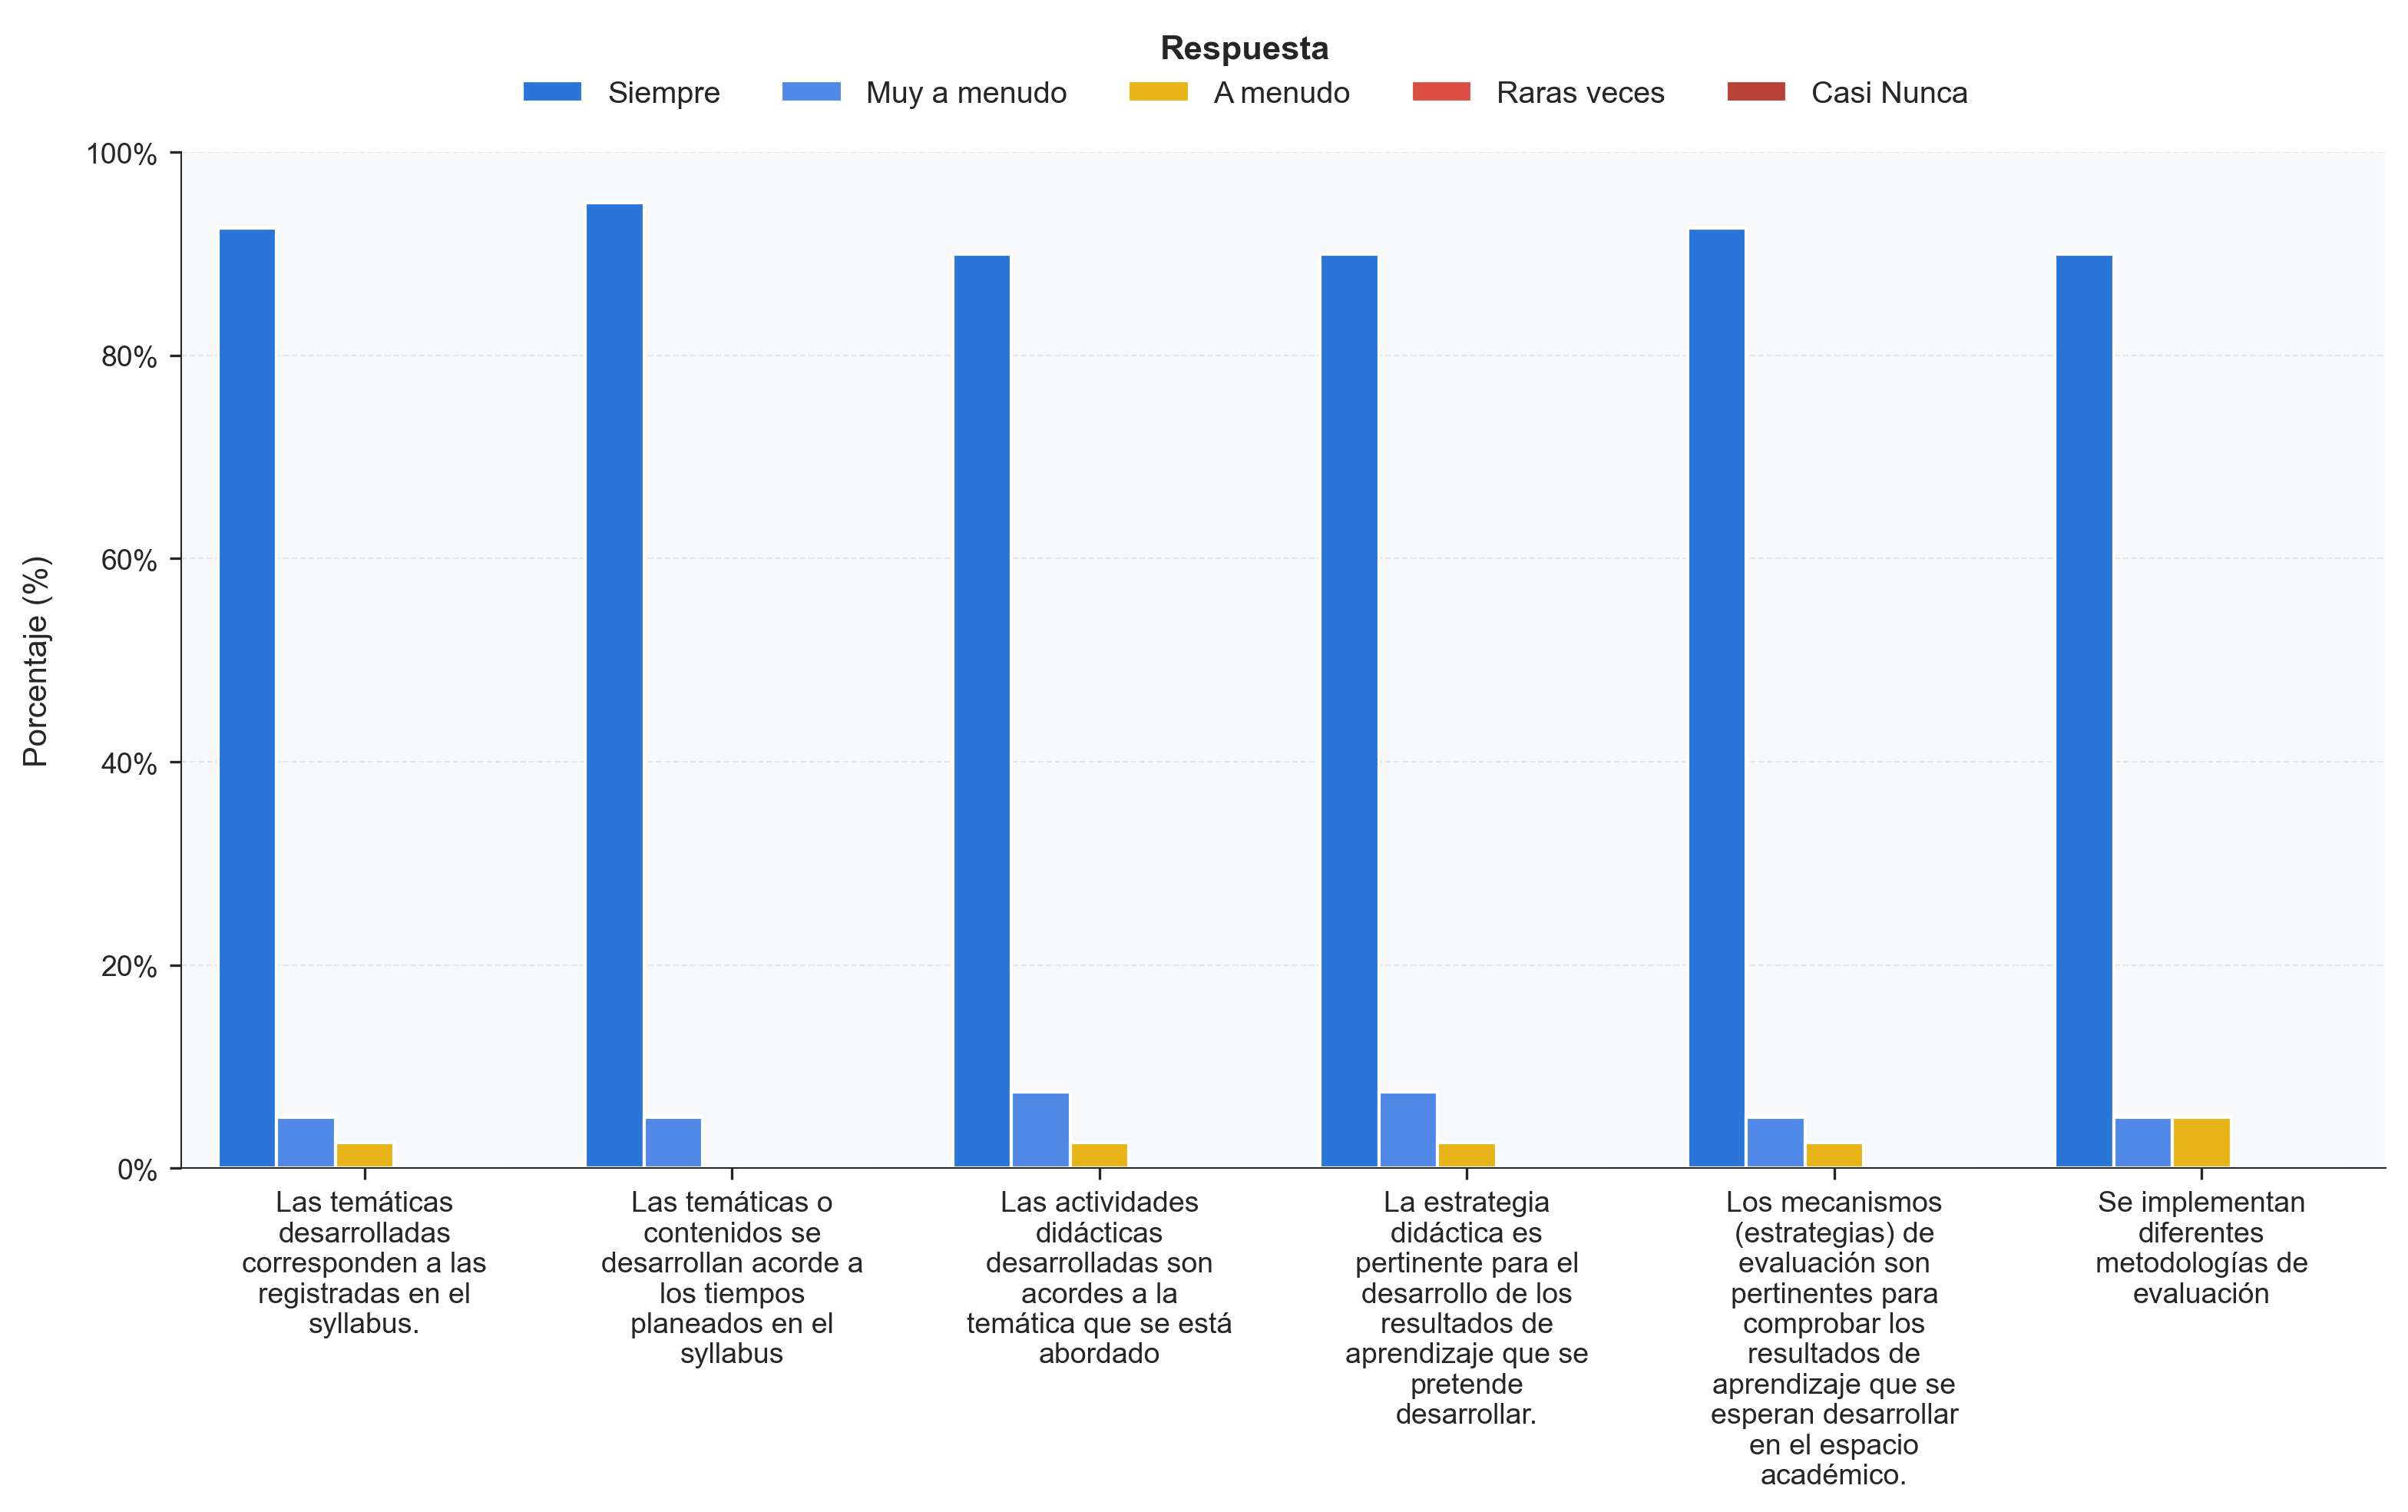 Respuesta
Siempre Muy a menudo A menudo Raras veces Casi Nunca
100%
80%
60%
40%
20%
0%
Porcentaje (%)
Las temáticas
desarrolladas
corresponden a las
registradas en el
syllabus.
Las temáticas o
contenidos se
desarrollan acorde a
los tiempos
planeados en el
syllabus
Las actividades
didácticas
desarrolladas son
acordes a la
temática que se está
abordado
La estrategia
didáctica es
pertinente para el
desarrollo de los
resultados de
aprendizaje que se
pretende
desarrollar.
Los mecanismos
(estrategias) de
evaluación son
pertinentes para
comprobar los
resultados de
aprendizaje que se
esperan desarrollar
en el espacio
académico.
Se implementan
diferentes
metodologías de
evaluación